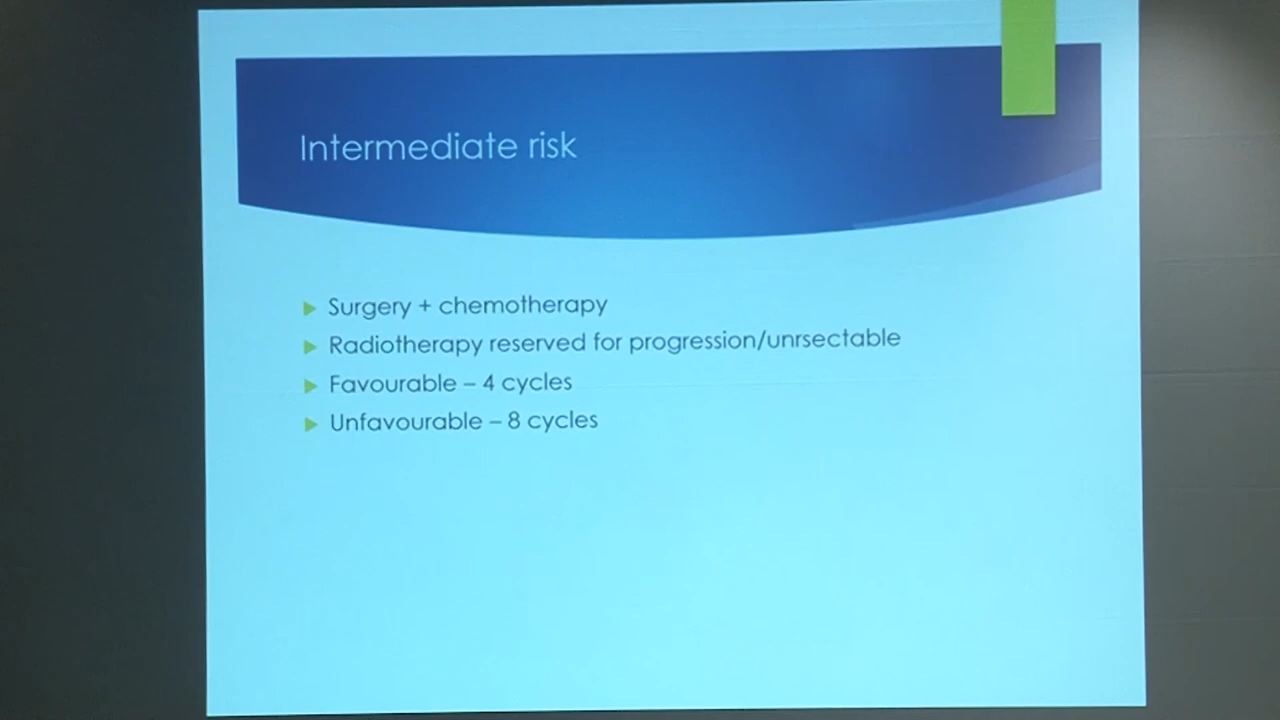 Intermediate risk
Surgery + chemotherapy
Radiotherapy reserved for progression/unrsectable
Favourable – 4 cycles
Unfavourable – 8 cycles